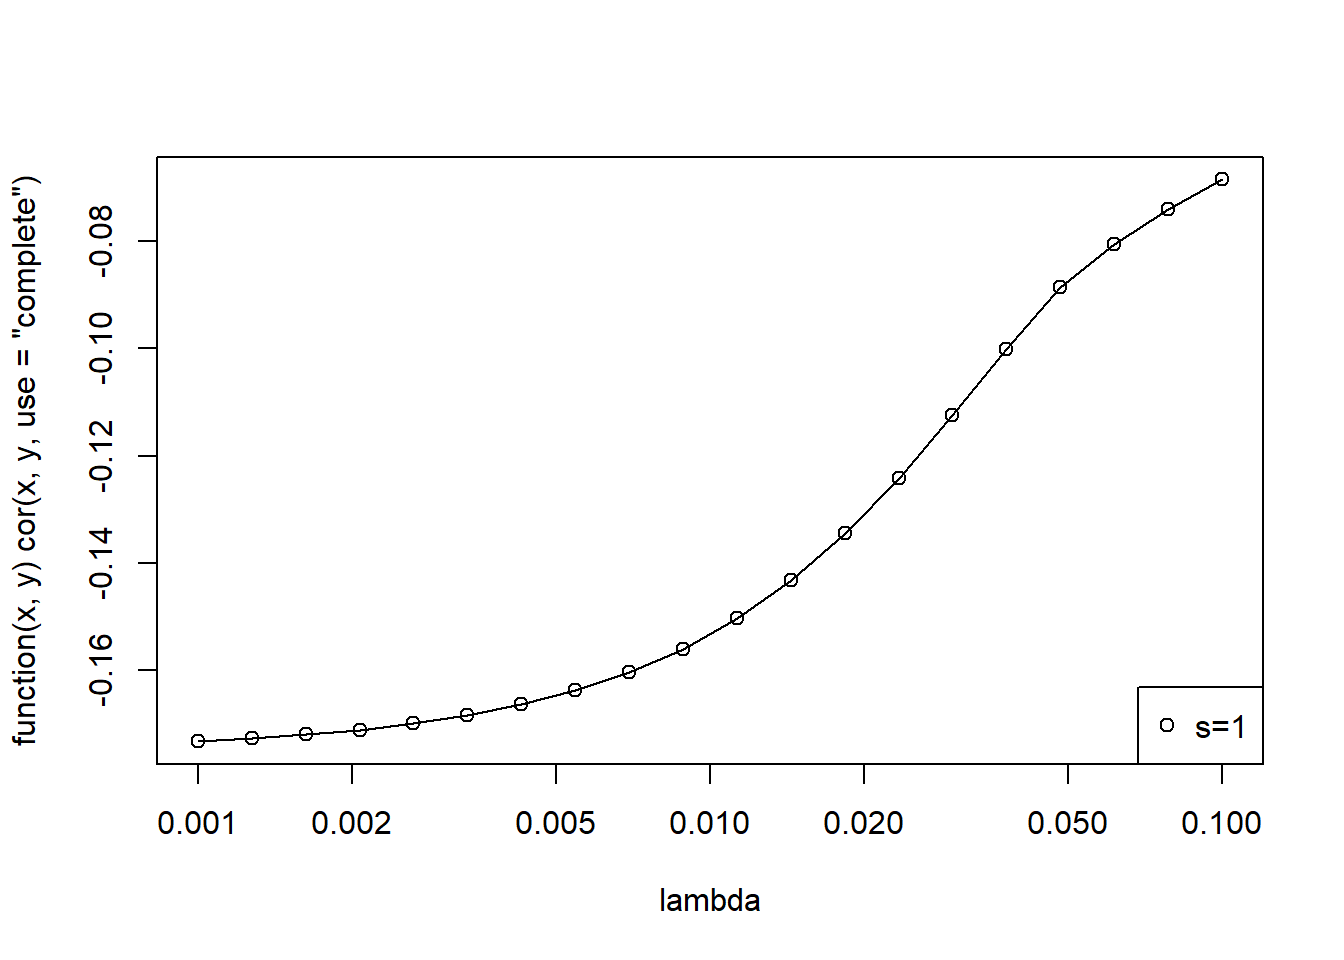 function(x, y) cor(x, y, use = "complete")
-0.08
-0.10
-0.12
-0.14
-0.16
s=1
0.001 0.002 0.005 0.010 0.020 0.050 0.100
lambda